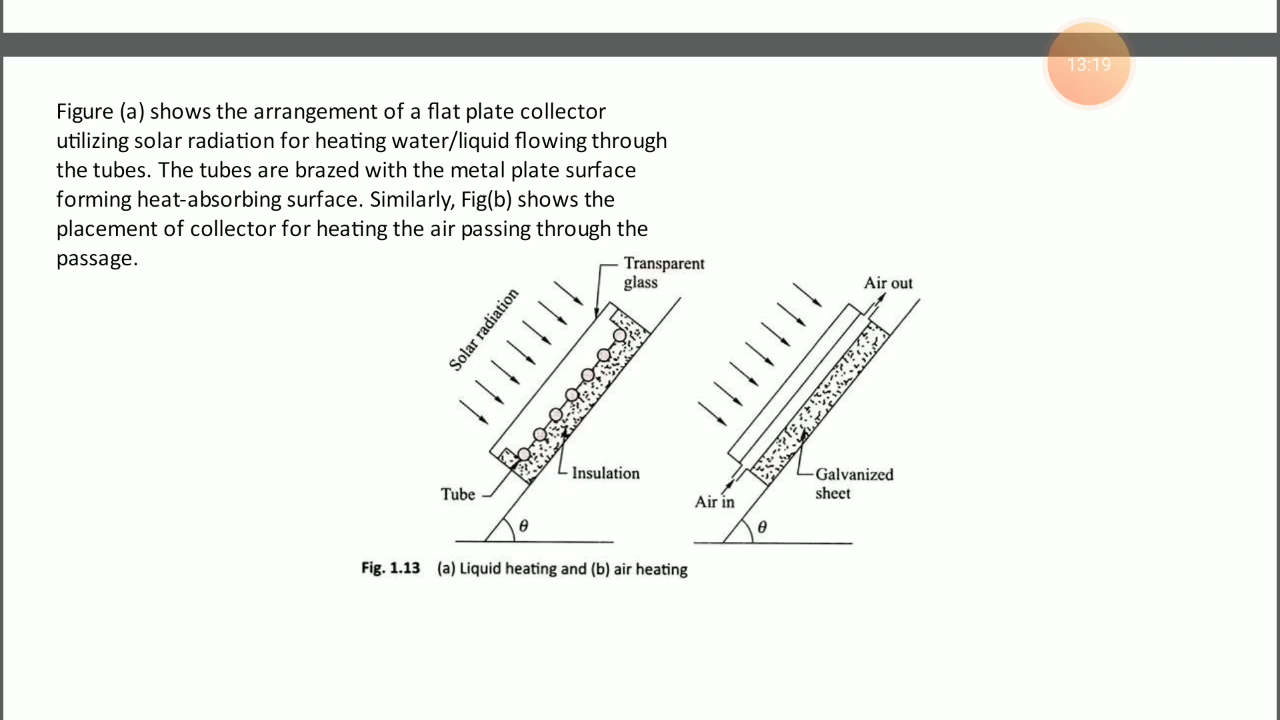 13:19
Figure (a) shows the arrangement of a flat plate collector
utilizing solar radiation for heating water/liquid flowing through
the tubes. The tubes are brazed with the metal plate surface
forming heat-absorbing surface. Similarly, Fig(b) shows the
placement of collector for heating the air passing through the
passage.
Transparent
glass
Solar radiation
Tube
Insulation
θ
Air out
Air in
Galvanized
sheet
θ
Fig. 1.13 (a) Liquid heating and (b) air heating